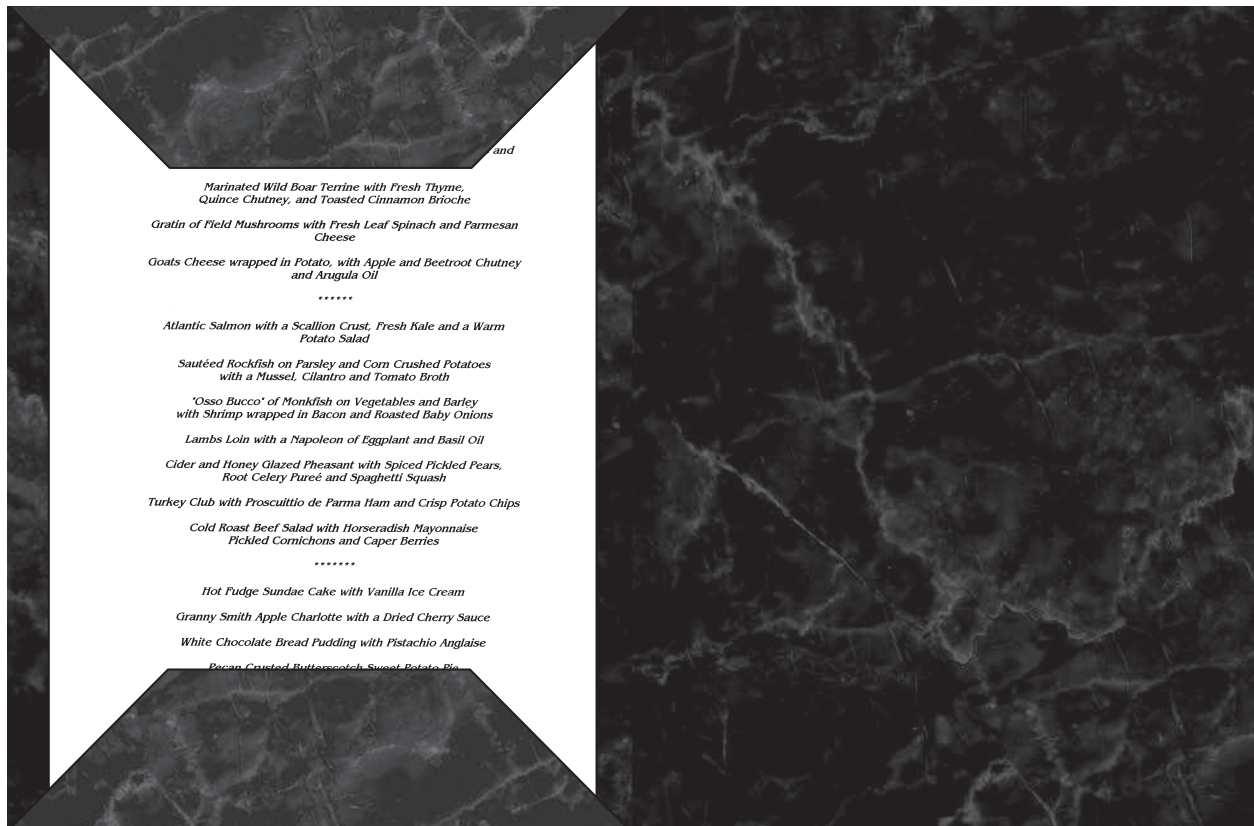 and
Marinated Wild Boar Terrine with Fresh Thyme,
Quince Chutney, and Toasted Cinnamon Brioche
Gratin of Field Mushrooms with Fresh Leaf Spinach and Parmesan
Cheese
Goats Cheese wrapped in Potato, with Apple and Beetroot Chutney
and Arugula Oil
******
Atlantic Salmon with a Scallion Crust, Fresh Kale and a Warm
Potato Salad
Sautéed Rockfish on Parsley and Corn Crushed Potatoes
with a Mussel, Cilantro and Tomato Broth
"Osso Bucco" of Monkfish on Vegetables and Barley
with Shrimp wrapped in Bacon and Roasted Baby Onions
Lambs Loin with a Napoleon of Eggplant and Basil Oil
Cider and Honey Glazed Pheasant with Spiced Pickled Pears,
Root Celery Pureé and Spaghetti Squash
Turkey Club with Proscuittio de Parma Ham and Crisp Potato Chips
Cold Roast Beef Salad with Horseradish Mayonnaise
Pickled Cornichons and Caper Berries
*******
Hot Fudge Sundae Cake with Vanilla Ice Cream
Granny Smith Apple Charlotte with a Dried Cherry Sauce
White Chocolate Bread Pudding with Pistachio Anglaise
Pecan Crusted Butterscotch Sweet Potato Pie